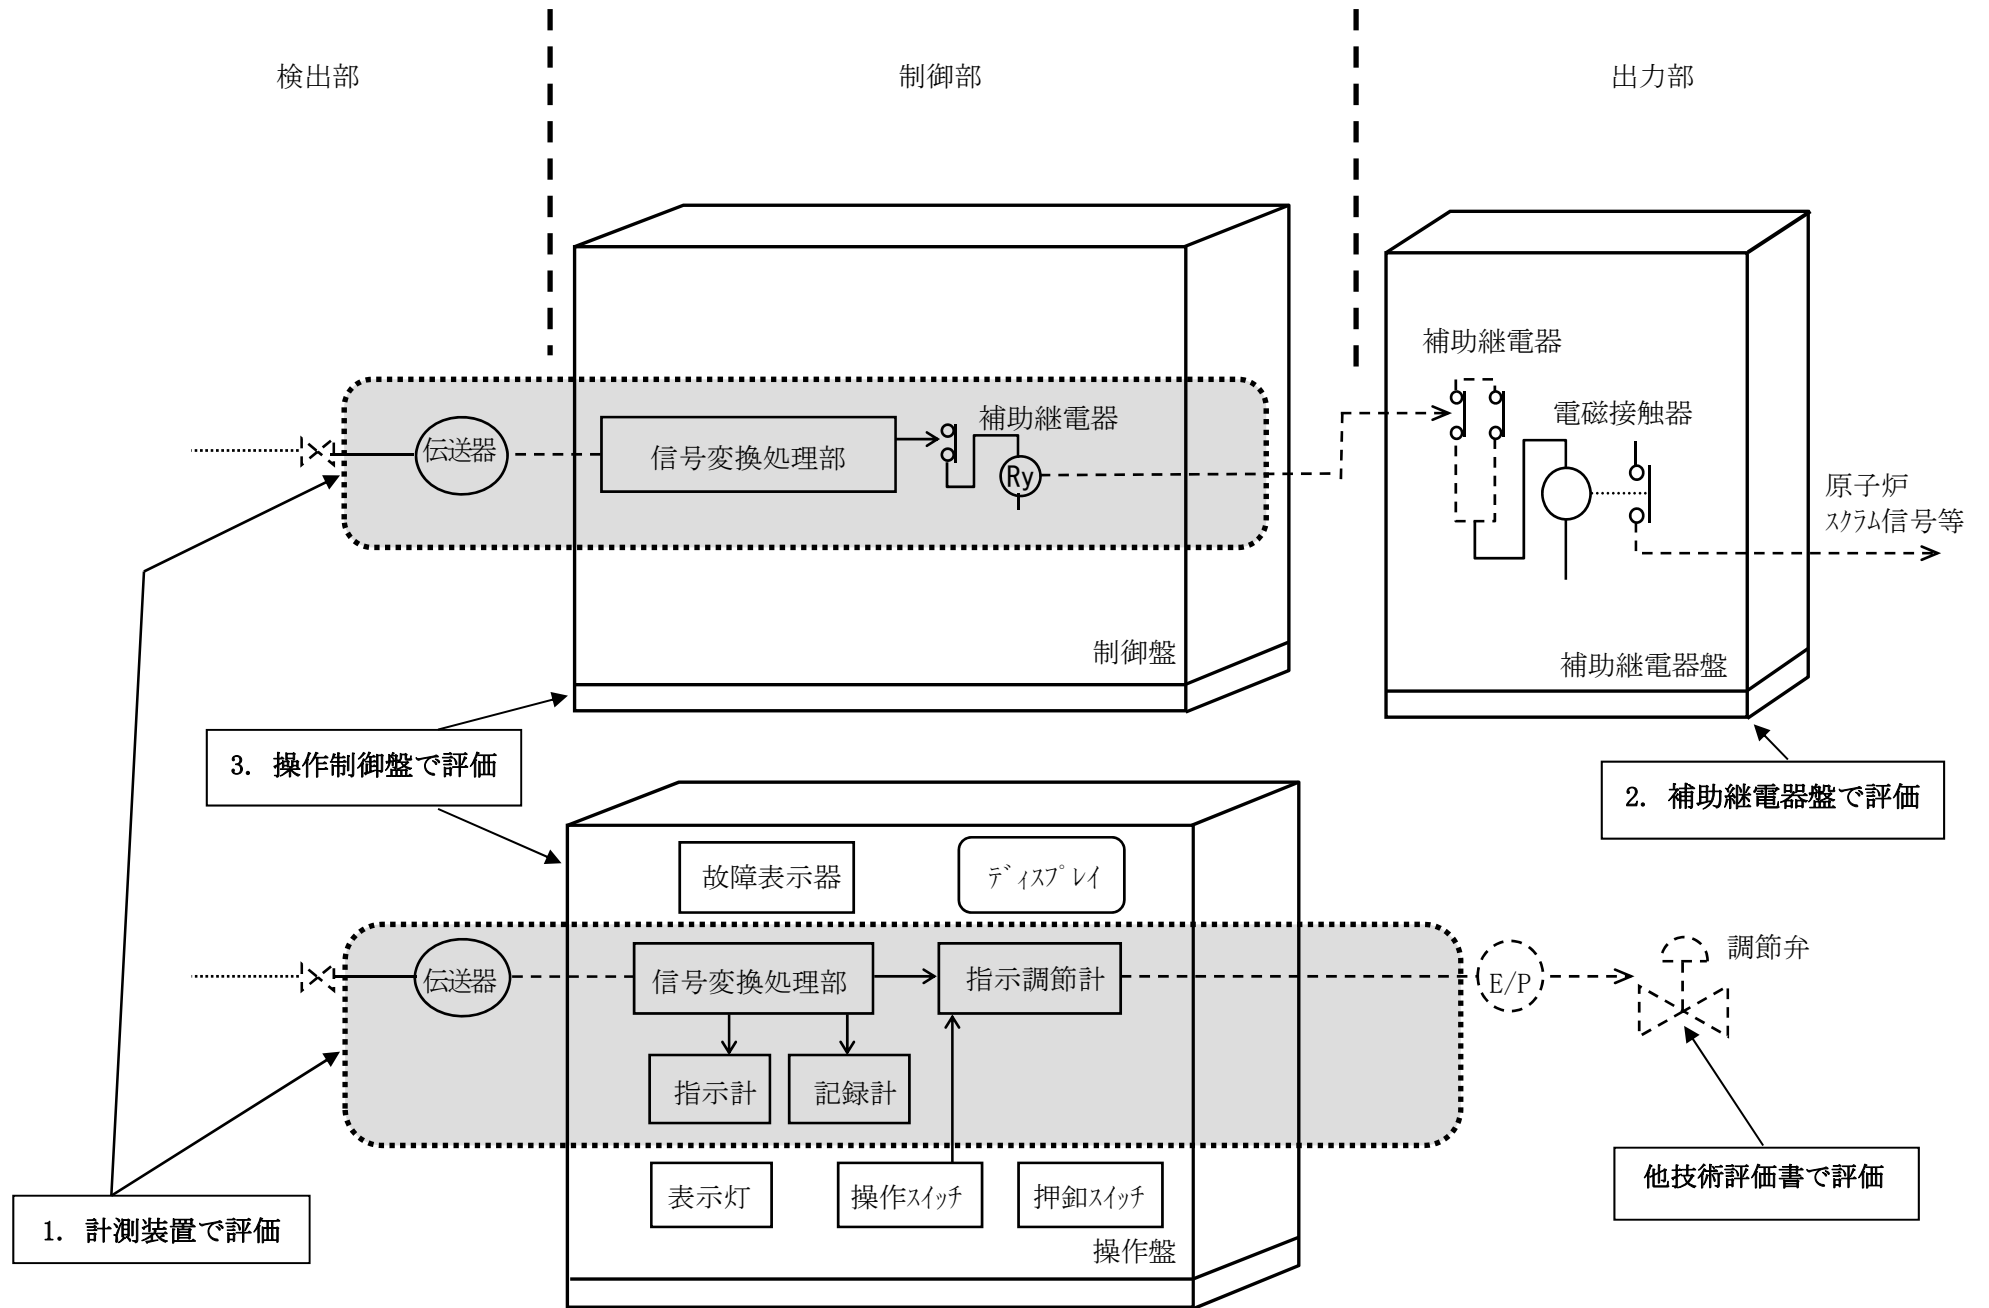 検出部
制御部
出力部
補助継電器
補助継電器
電磁接触器
伝送器
信号変換処理部
Ry
原子炉
ｽｸﾗﾑ信号等
制御盤
補助継電器盤
3. 操作制御盤で評価
2. 補助継電器盤で評価
故障表示器
ﾃﾞｨｽﾌﾟﾚｲ
調節弁
伝送器
信号変換処理部
指示調節計
E/P
指示計
記録計
他技術評価書で評価
表示灯
操作ｽｲｯﾁ
押釦ｽｲｯﾁ
1. 計測装置で評価
操作盤